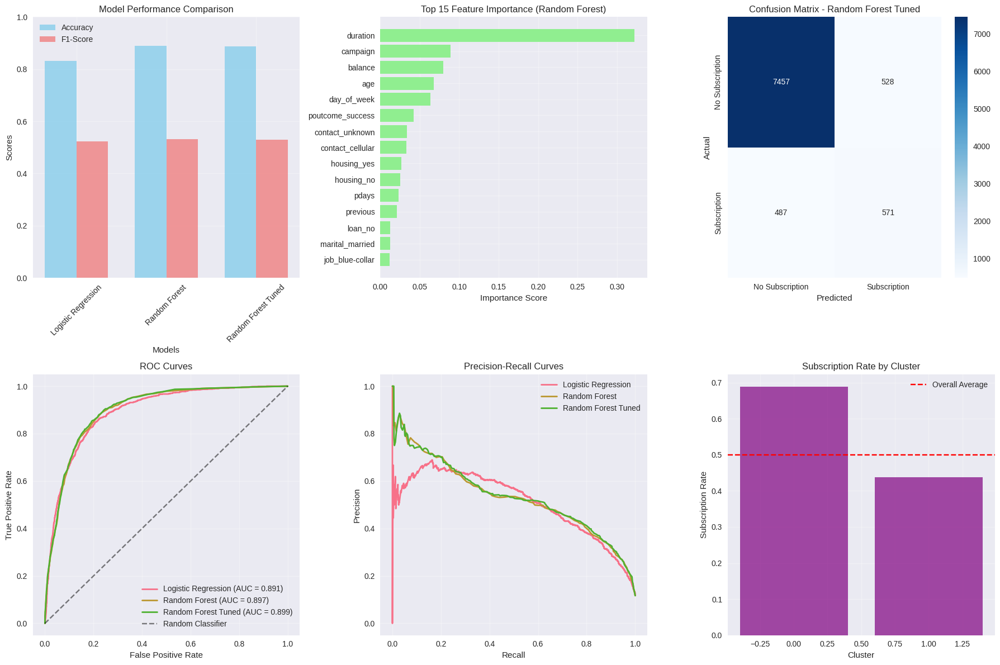 Model Performance Comparison
Accuracy
F1-Score
1.0
0.8
0.6
0.4
0.2
0.0
Scores
Logistic Regression
Random Forest
Random Forest Tuned
Models
Top 15 Feature Importance (Random Forest)
duration
campaign
balance
age
day_of_week
poutcome_success
contact_unknown
contact_cellular
housing_yes
housing_no
pdays
previous
loan_no
marital_married
job_blue-collar
0.00 0.05 0.10 0.15 0.20 0.25 0.30
Importance Score
Confusion Matrix - Random Forest Tuned
No Subscription
Subscription
Actual
7457 528
487 571
No Subscription Subscription
Predicted
7000
6000
5000
4000
3000
2000
1000
ROC Curves
1.0
0.8
0.6
0.4
0.2
0.0
True Positive Rate
Logistic Regression (AUC = 0.891)
Random Forest (AUC = 0.897)
Random Forest Tuned (AUC = 0.899)
Random Classifier
0.0 0.2 0.4 0.6 0.8 1.0
False Positive Rate
Precision-Recall Curves
Logistic Regression
Random Forest
Random Forest Tuned
1.0
0.8
0.6
0.4
0.2
0.0
Precision
0.0 0.2 0.4 0.6 0.8 1.0
Recall
Subscription Rate by Cluster
Overall Average
0.7
0.6
0.5
0.4
0.3
0.2
0.1
0.0
Subscription Rate
−0.25 0.00 0.25 0.50 0.75 1.00 1.25
Cluster